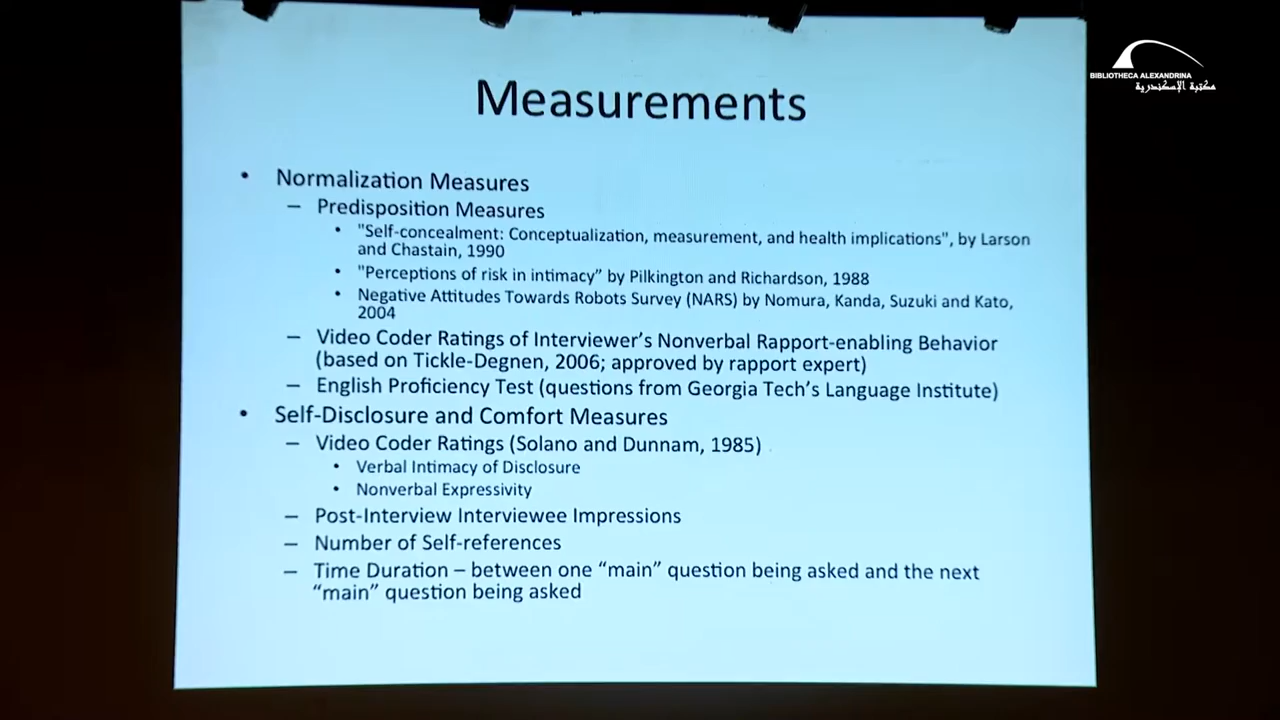 BIBLIOTHECA ALEXANDRINA
مكتبة الإسكندرية
Measurements
• Normalization Measures
– Predisposition Measures
• "Self-concealment: Conceptualization, measurement, and health implications", by Larson
and Chastain, 1990
• "Perceptions of risk in intimacy” by Pilkington and Richardson, 1988
• Negative Attitudes Towards Robots Survey (NARS) by Nomura, Kanda, Suzuki and Kato,
2004
– Video Coder Ratings of Interviewer’s Nonverbal Rapport-enabling Behavior
(based on Tickle-Degnen, 2006; approved by rapport expert)
– English Proficiency Test (questions from Georgia Tech’s Language Institute)
• Self-Disclosure and Comfort Measures
– Video Coder Ratings (Solano and Dunnam, 1985)
• Verbal Intimacy of Disclosure
• Nonverbal Expressivity
– Post-Interview Interviewee Impressions
– Number of Self-references
– Time Duration – between one “main” question being asked and the next
“main” question being asked